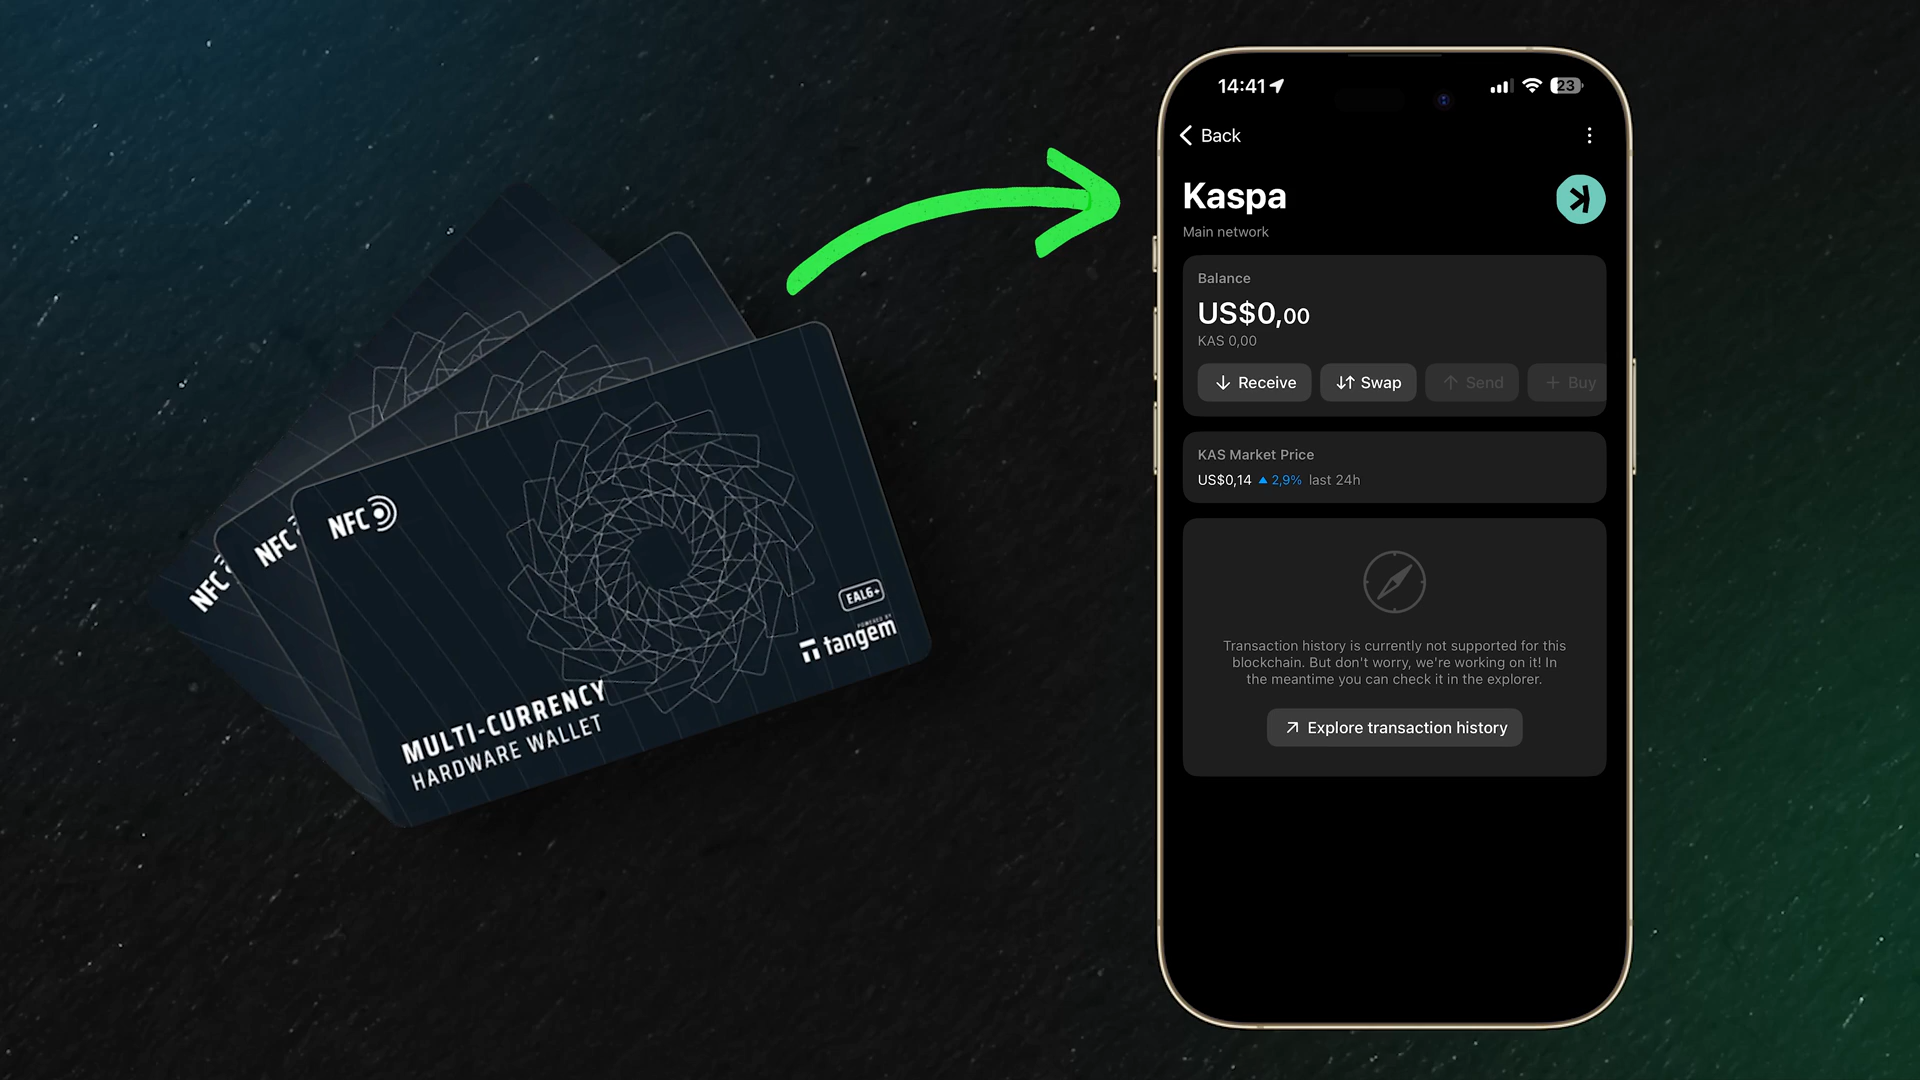 NFC
NFC
NFC
EAL6+
POWERED BY
tangem
MULTI-CURRENCY
HARDWARE WALLET
14:41
23
Back
Kaspa
Main network
Balance
US$0,00
KAS 0,00
Receive
Swap
Send
Buy
KAS Market Price
US$0,14 2,9% last 24h
Transaction history is currently not supported for this
blockchain. But don't worry, we're working on it! In
the meantime you can check it in the explorer.
Explore transaction history